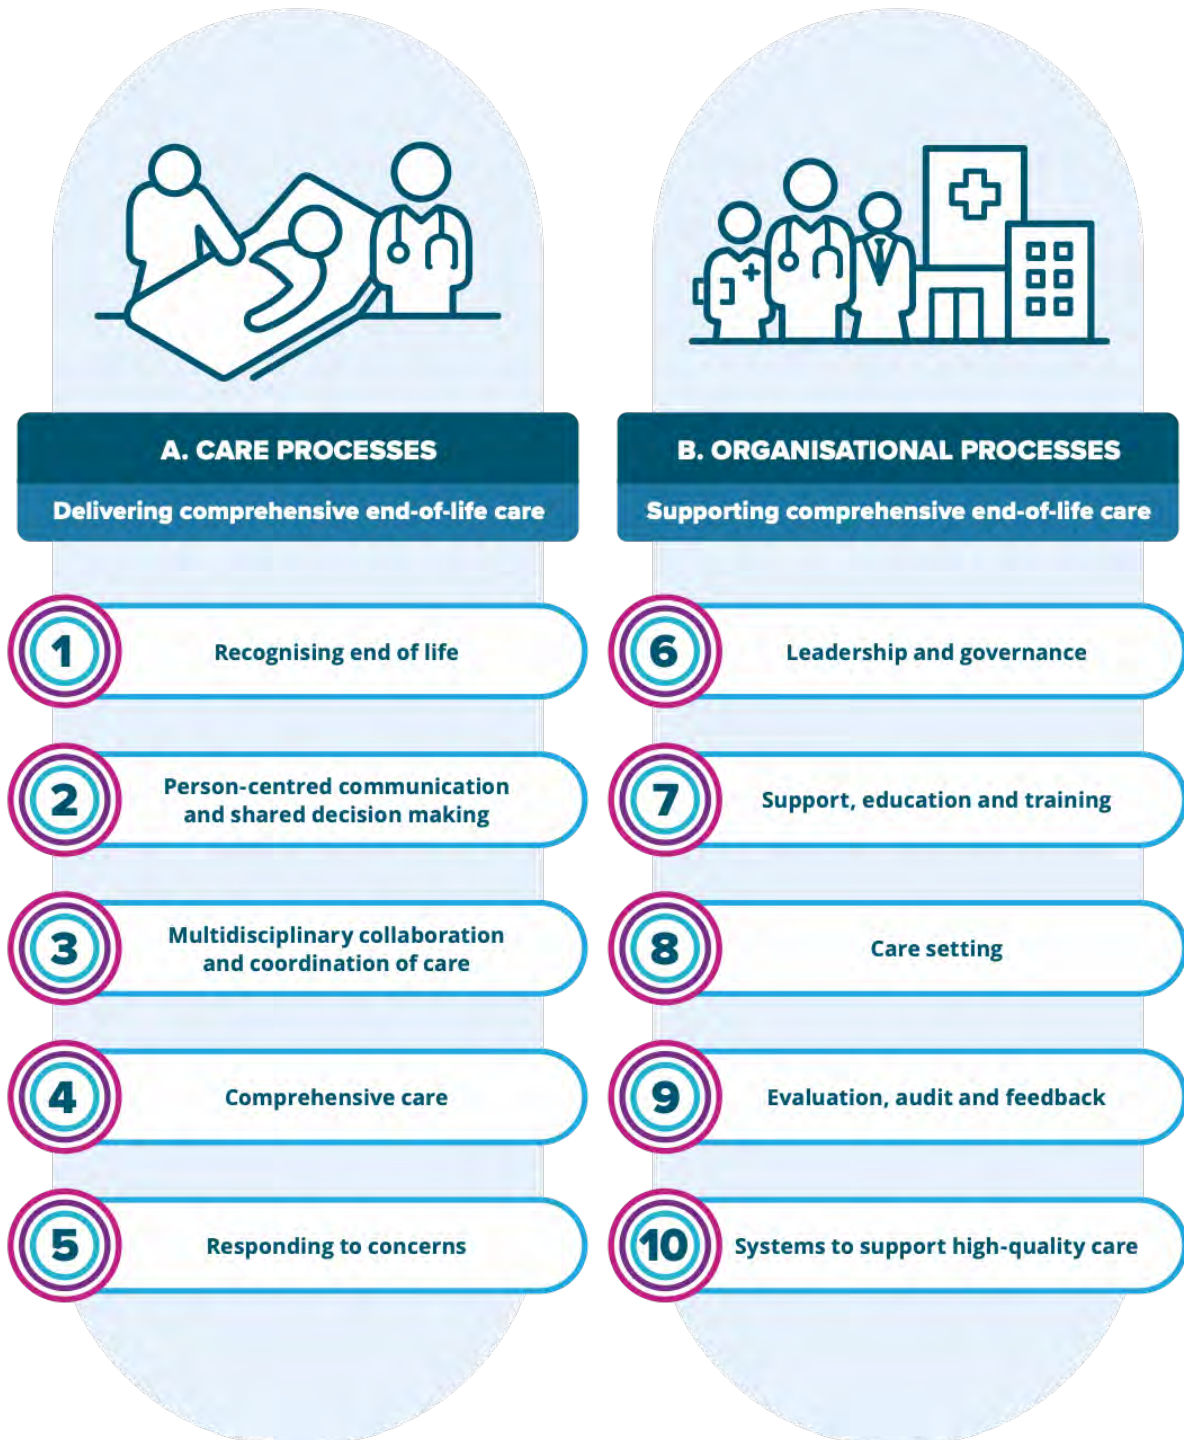 A. CARE PROCESSES
Delivering comprehensive end-of-life care
1
Recognising end of life
2
Person-centred communication
and shared decision making
3
Multidisciplinary collaboration
and coordination of care
4
Comprehensive care
5
Responding to concerns
B. ORGANISATIONAL PROCESSES
Supporting comprehensive end-of-life care
6
Leadership and governance
7
Support, education and training
8
Care setting
9
Evaluation, audit and feedback
10
Systems to support high-quality care